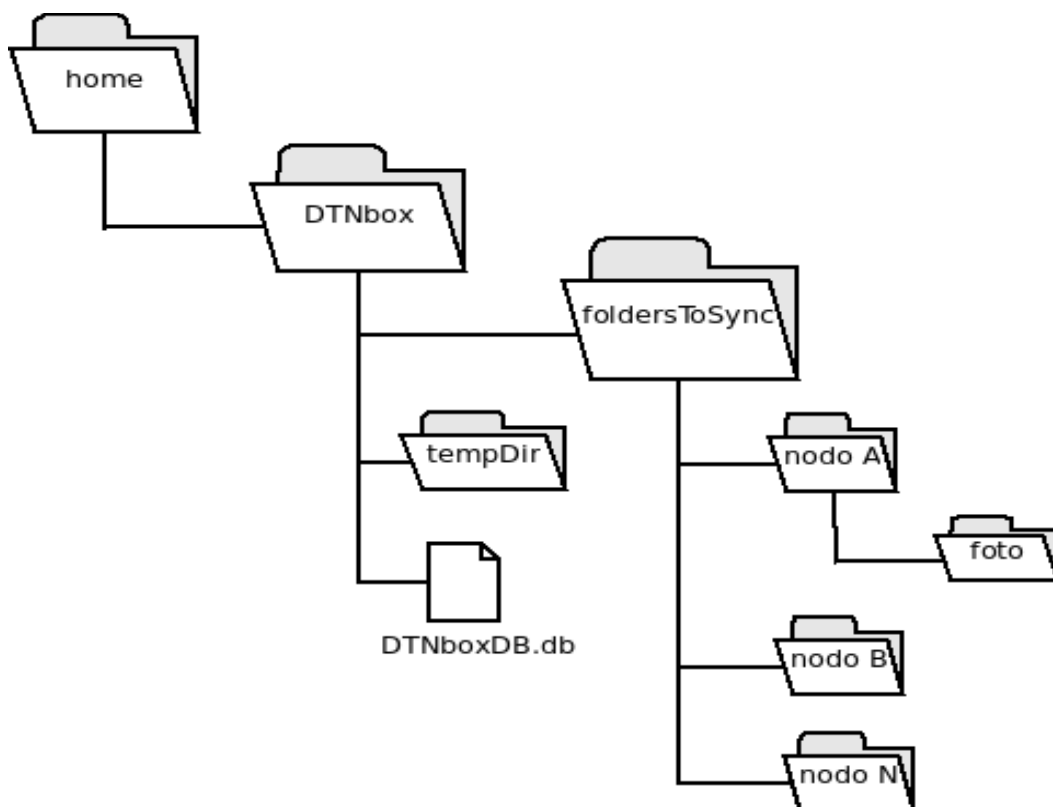 home
DTNbox
foldersToSync
tempDir
nodo A
foto
DTNboxDB.db
nodo B
nodo N